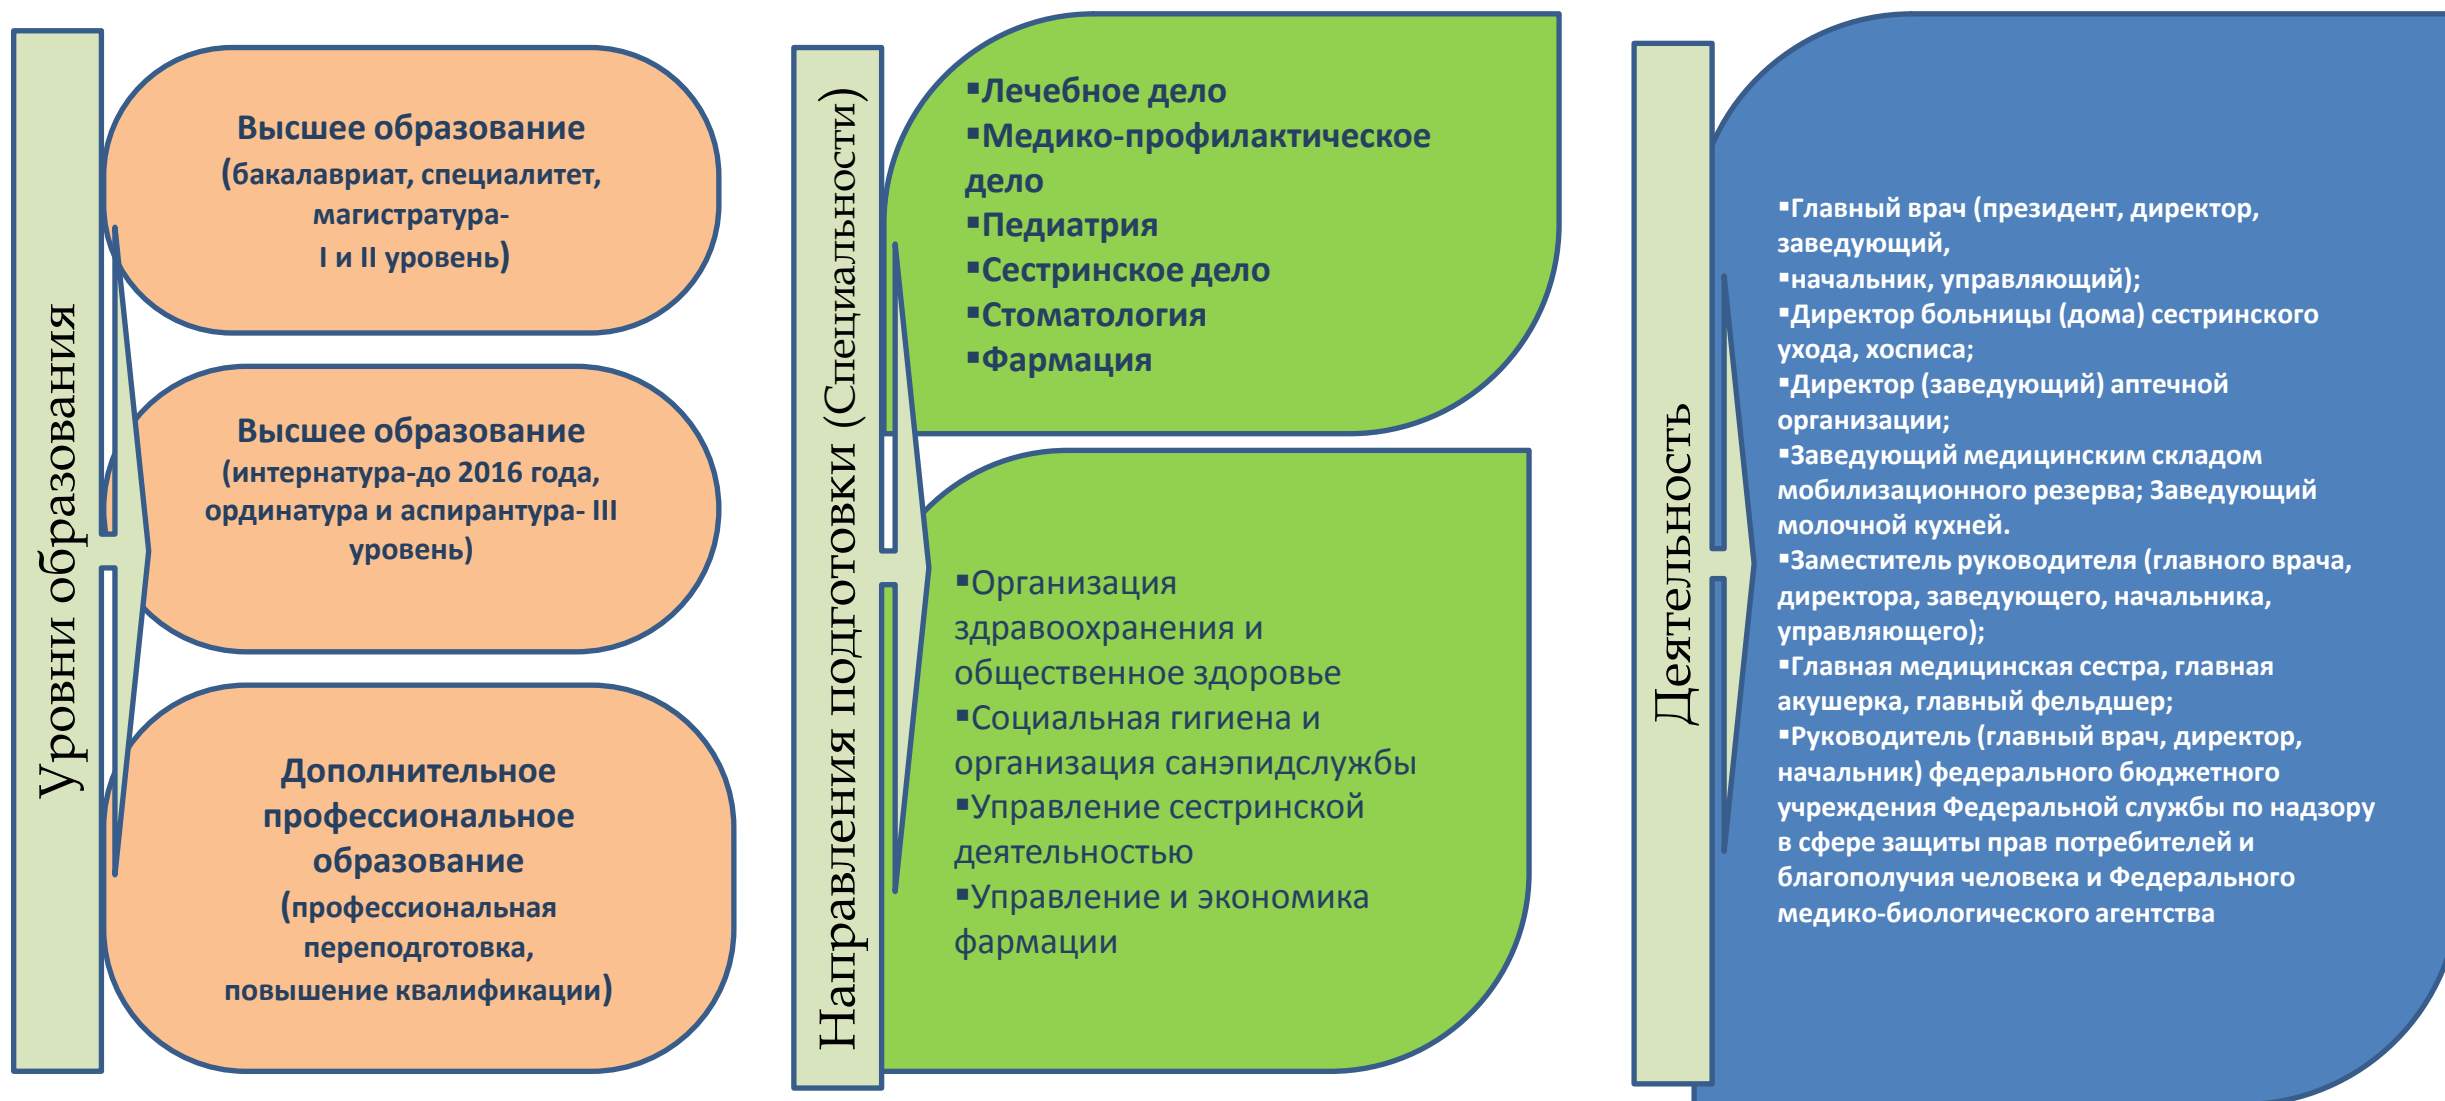 Уровни образования
Высшее образование
(бакалавриат, специалитет,
магистратура-
I и II уровень)
Высшее образование
(интернатура-до 2016 года,
ординатура и аспирантура- III
уровень)
Дополнительное
профессиональное
образование
(профессиональная
переподготовка,
повышение квалификации)
Направления подготовки (Специальности)
▪Лечебное дело
▪Медико-профилактическое
дело
▪Педиатрия
▪Сестринское дело
▪Стоматология
▪Фармация
▪Организация
здравоохранения и
общественное здоровье
▪Социальная гигиена и
организация санэпидслужбы
▪Управление сестринской
деятельностью
▪Управление и экономика
фармации
Деятельность
▪Главный врач (президент, директор,
заведующий,
▪начальник, управляющий);
▪Директор больницы (дома) сестринского
ухода, хосписа;
▪Директор (заведующий) аптечной
организации;
▪Заведующий медицинским складом
мобилизационного резерва; Заведующий
молочной кухней.
▪Заместитель руководителя (главного врача,
директора, заведующего, начальника,
управляющего);
▪Главная медицинская сестра, главная
акушерка, главный фельдшер;
▪Руководитель (главный врач, директор,
начальник) федерального бюджетного
учреждения Федеральной службы по надзору
в сфере защиты прав потребителей и
благополучия человека и Федерального
медико-биологического агентства